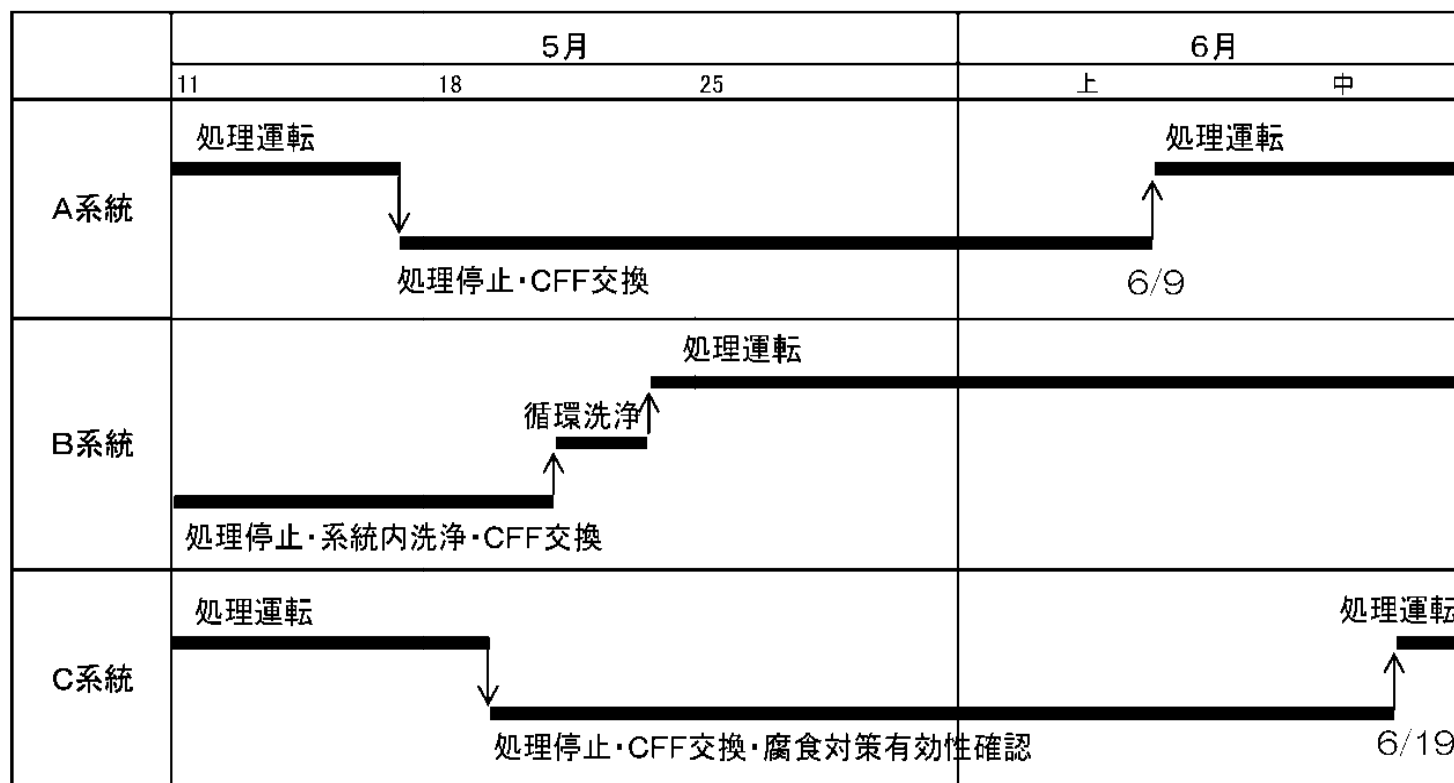 5月 6月
11 18 25 上 中
A系統
処理運転 処理運転
処理停止・CFF交換
6/9
B系統
処理運転
循環洗浄
処理停止・系統内洗浄・CFF交換
C系統
処理運転 処理運転
処理停止・CFF交換・腐食対策有効性確認
6/19